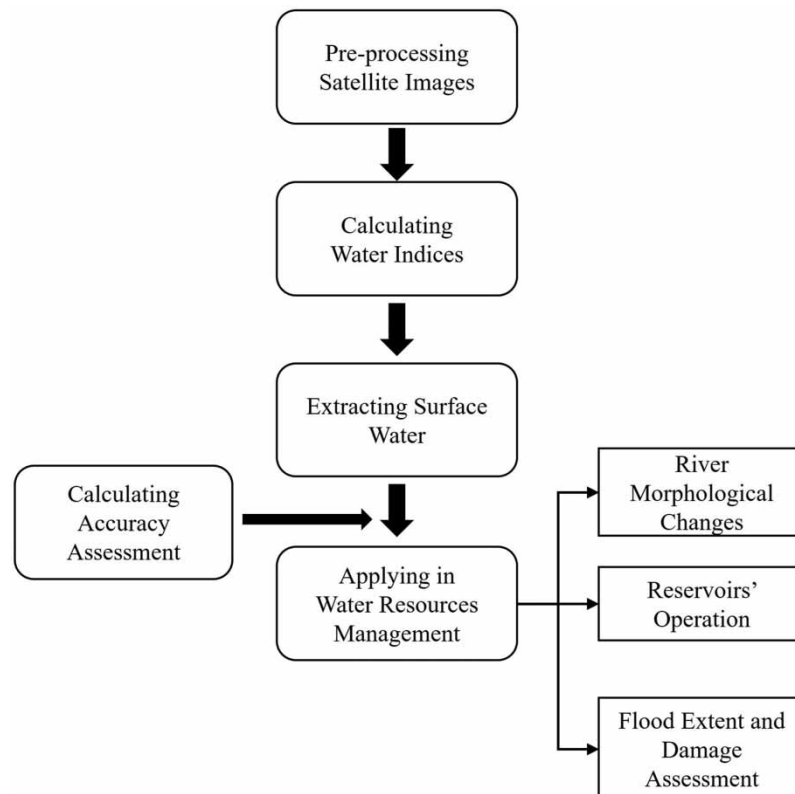 Pre-processing
Satellite Images
Calculating
Water Indices
Extracting Surface
Water
Calculating
Accuracy
Assessment
Applying in
Water Resources
Management
River
Morphological
Changes
Reservoirs’
Operation
Flood Extent and
Damage
Assessment